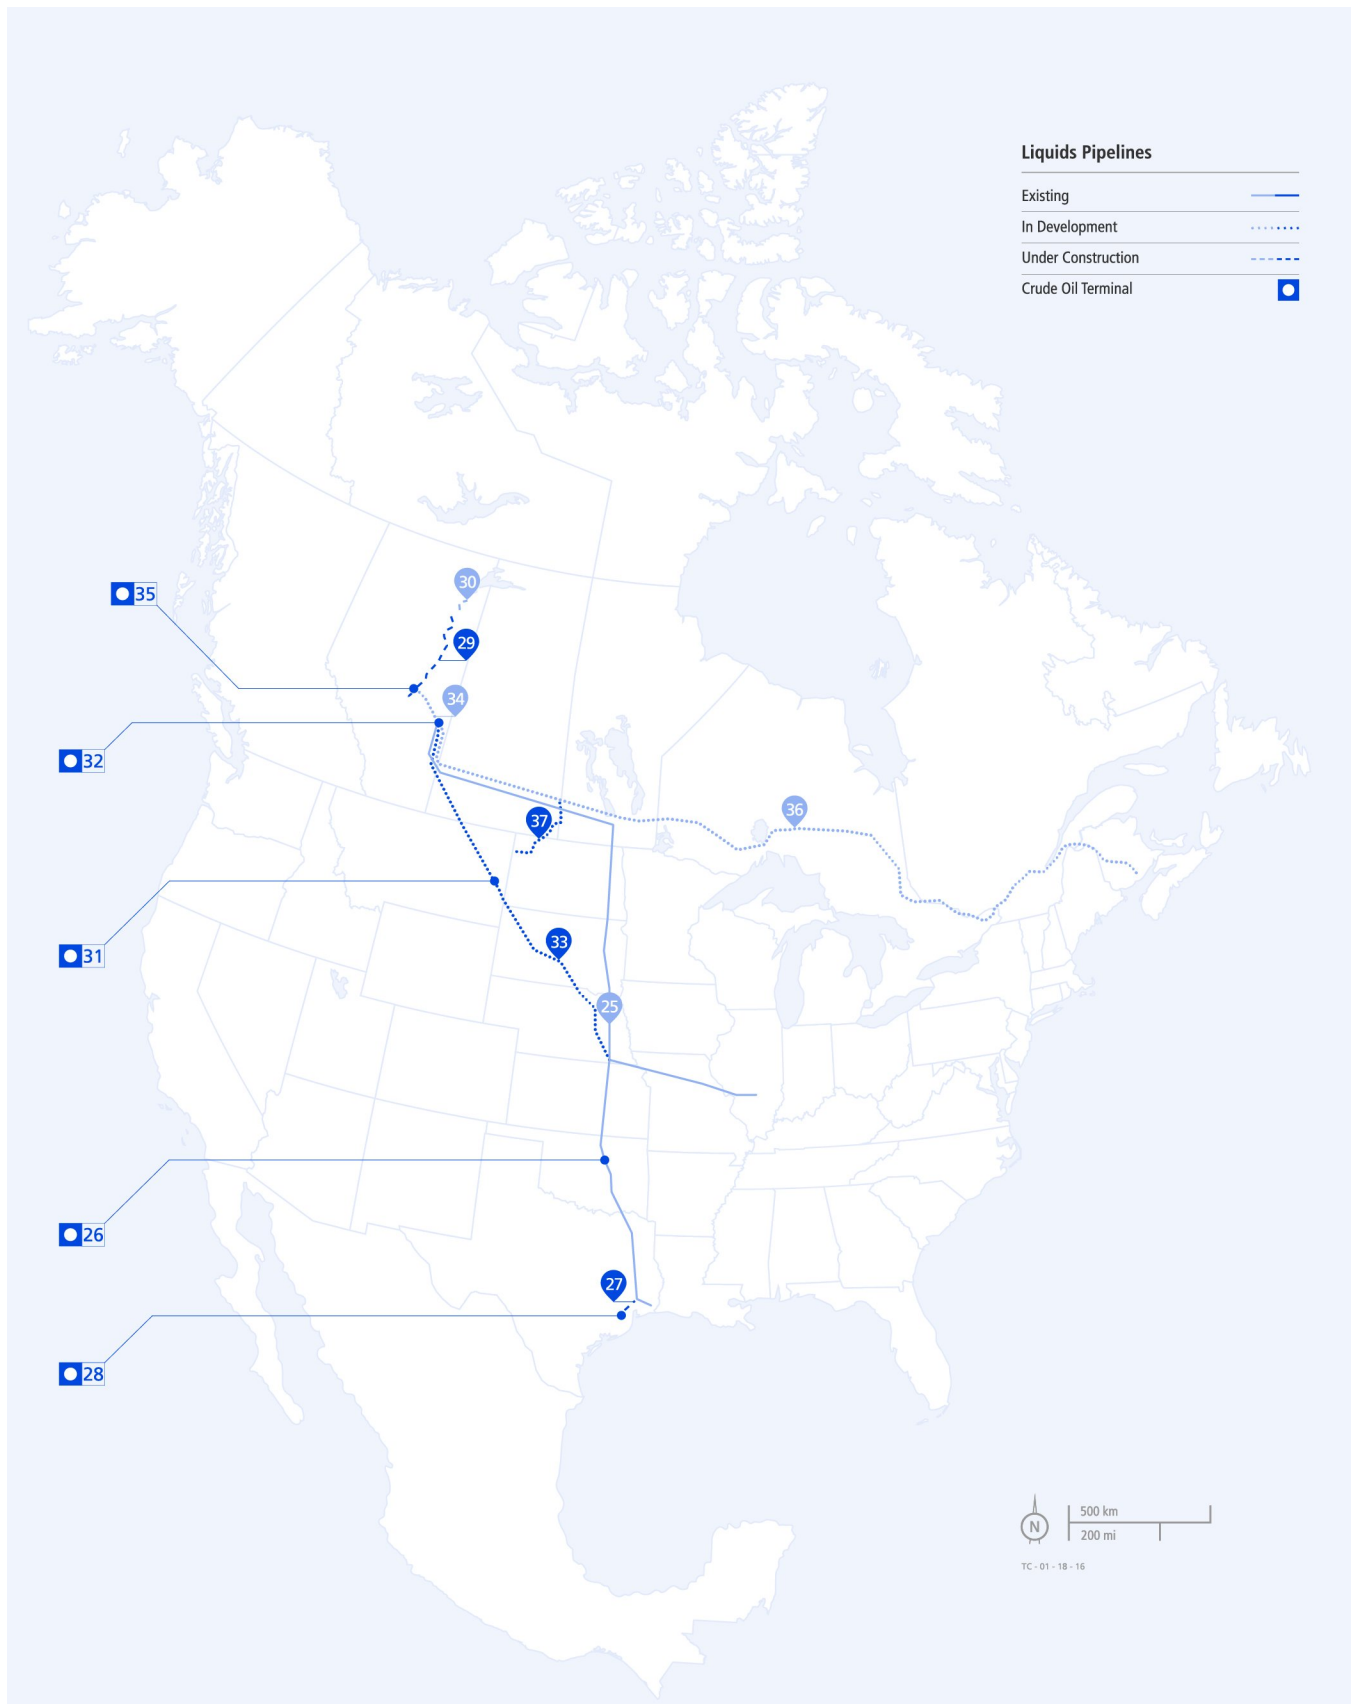 Liquids Pipelines
Existing
In Development
Under Construction
Crude Oil Terminal
30
35
29
34
32
36
37
33
31
25
26
27
28
500 km
N
200 mi
TC - 01 - 18 - 16